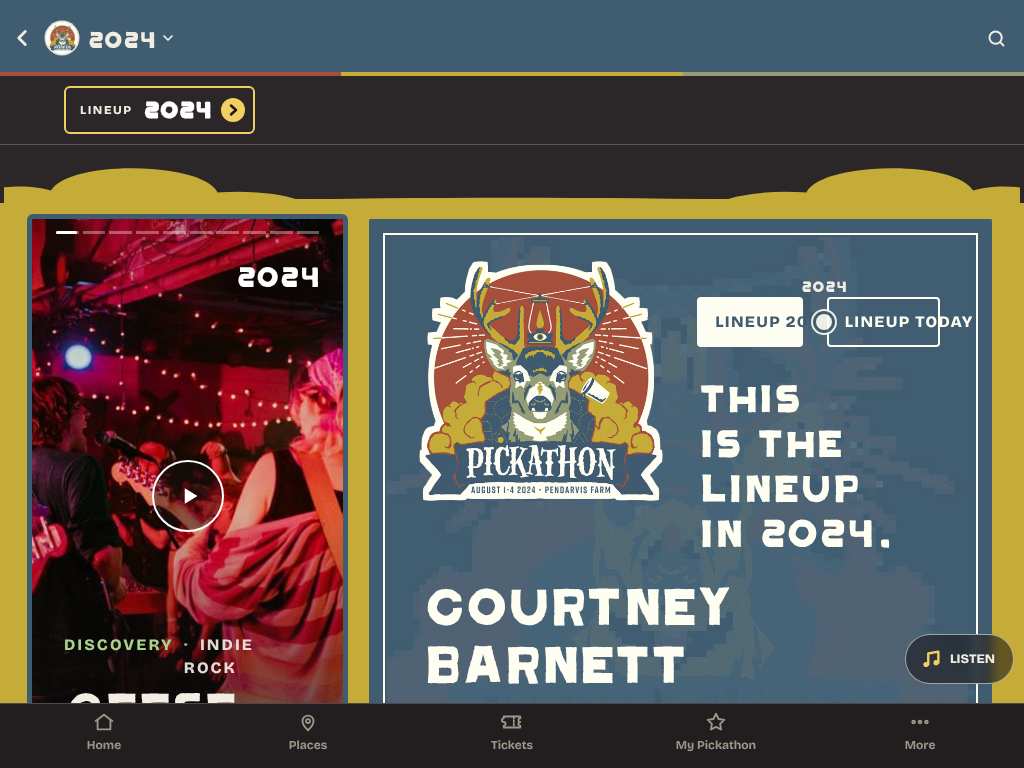 2024
LINEUP 2024
2024
DISCOVERY · INDIE
ROCK
PICKATHON
AUGUST 1-4 2024 • PENDARVIS FARM
2024
LINEUP 20
LINEUP TODAY
THIS
IS THE
LINEUP
IN 2024.
COURTNEY
BARNETT
LISTEN
Home
Places
Tickets
My Pickathon
More